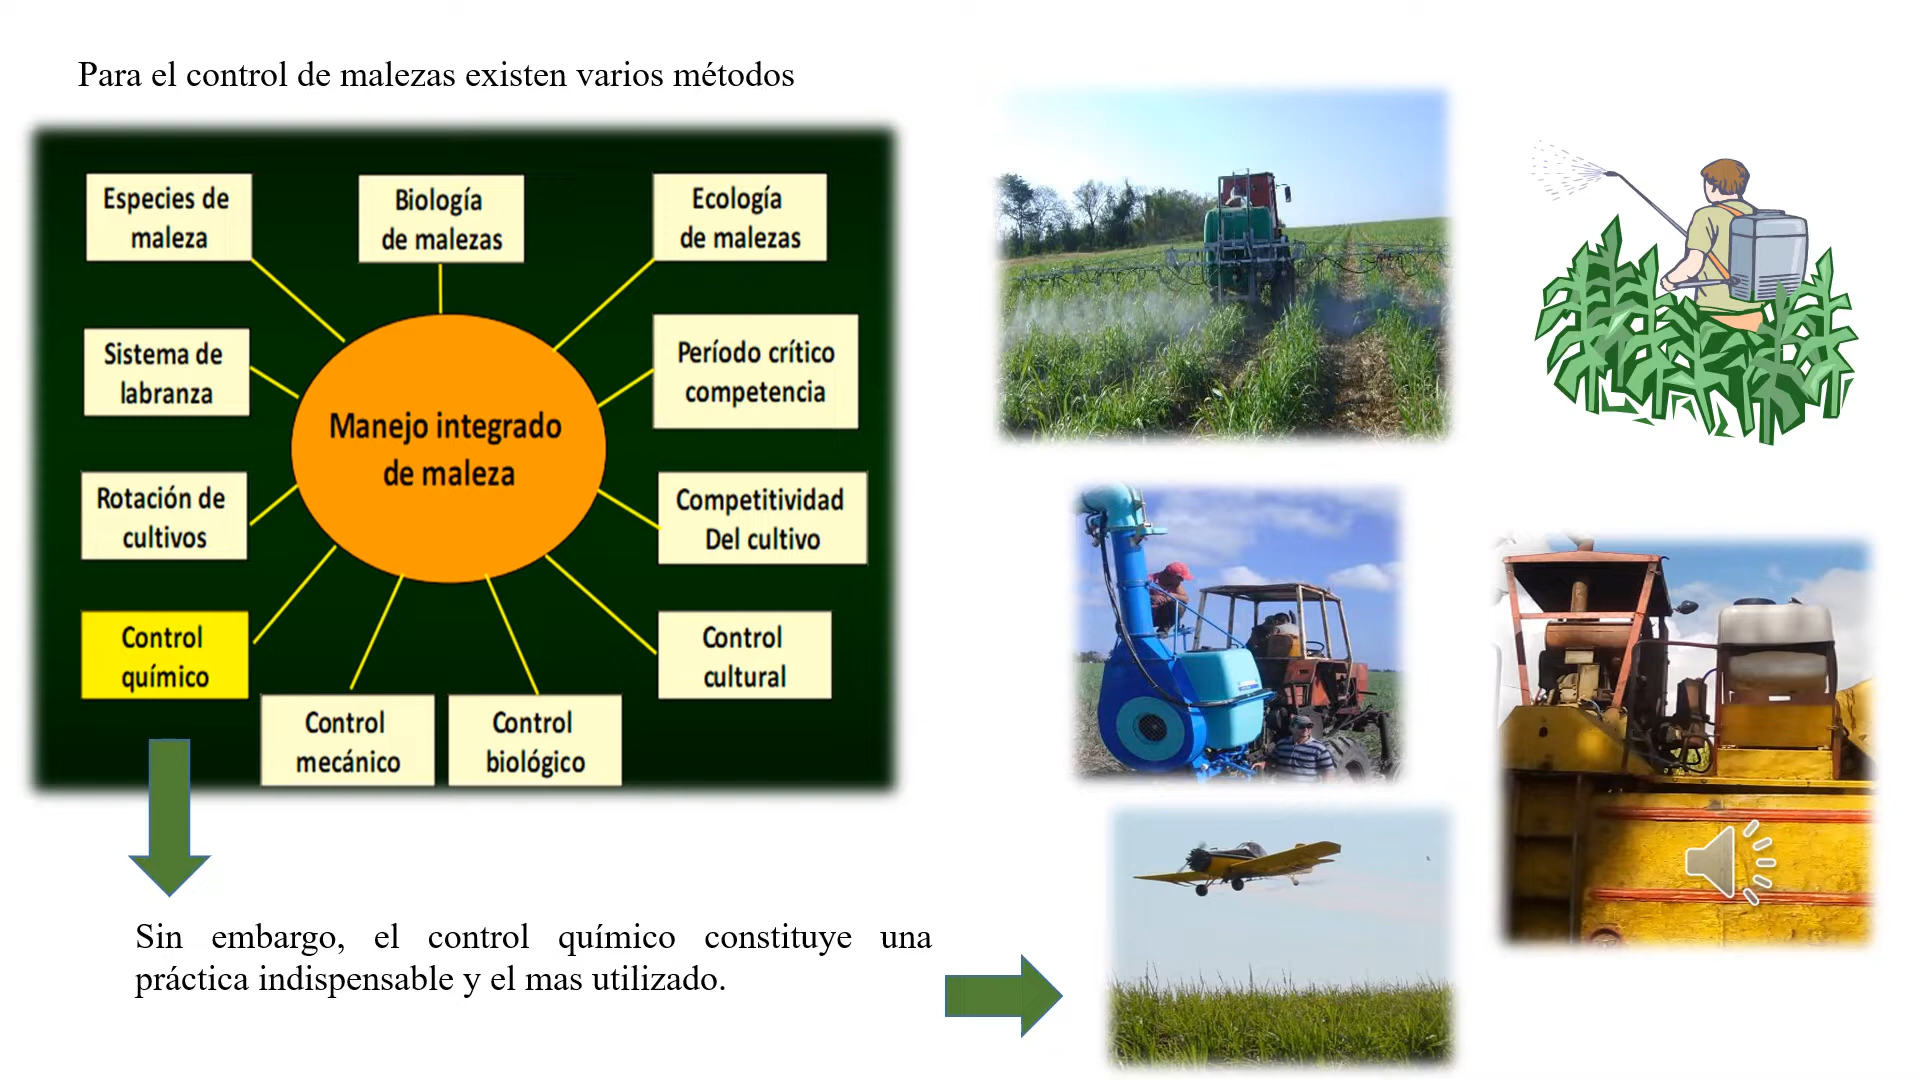 Para el control de malezas existen varios métodos
Especies de
maleza
Biología
de malezas
Ecología
de malezas
Sistema de
labranza
Período crítico
competencia
Manejo integrado
de maleza
Rotación de
cultivos
Competitividad
Del cultivo
Control
químico
Control
cultural
Control
mecánico
Control
biológico
Sin embargo, el control químico constituye una
práctica indispensable y el mas utilizado.